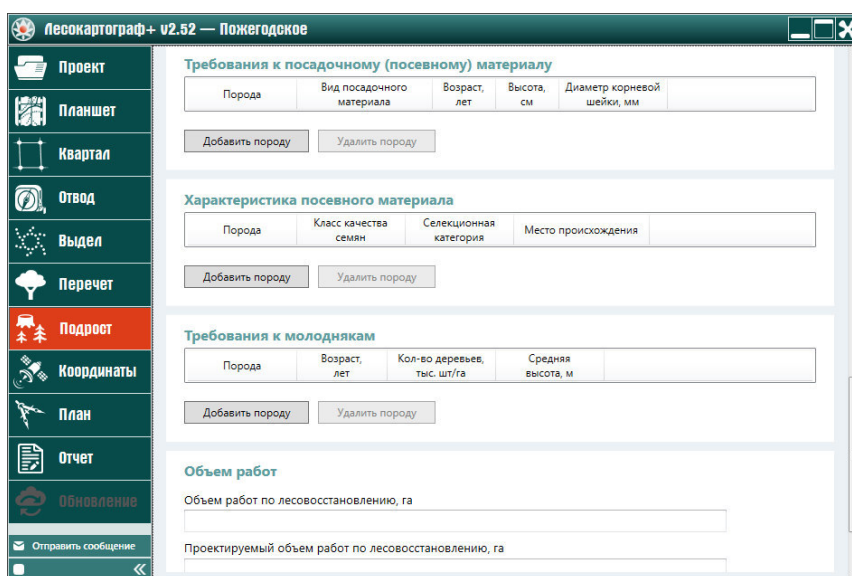 Лесокартограф+ v2.52 — Пожегодское
Проект
Планшет
Квартал
Отвод
Выдел
Перечет
Подрост
Координаты
План
Отчет
Обновление
Отправить сообщение
Требования к посадочному (посевному) материалу
Порода
Вид посадочного
материала
Возраст,
лет
Высота,
см
Диаметр корневой
шейки, мм
Добавить породу
Удалить породу
Характеристика посевного материала
Порода
Класс качества
семян
Селекционная
категория
Место происхождения
Добавить породу
Удалить породу
Требования к молоднякам
Порода
Возраст,
лет
Кол-во деревьев,
тыс. шт/га
Средняя
высота, м
Добавить породу
Удалить породу
Объем работ
Объем работ по лесовосстановлению, га
Проектируемый объем работ по лесовосстановлению, га